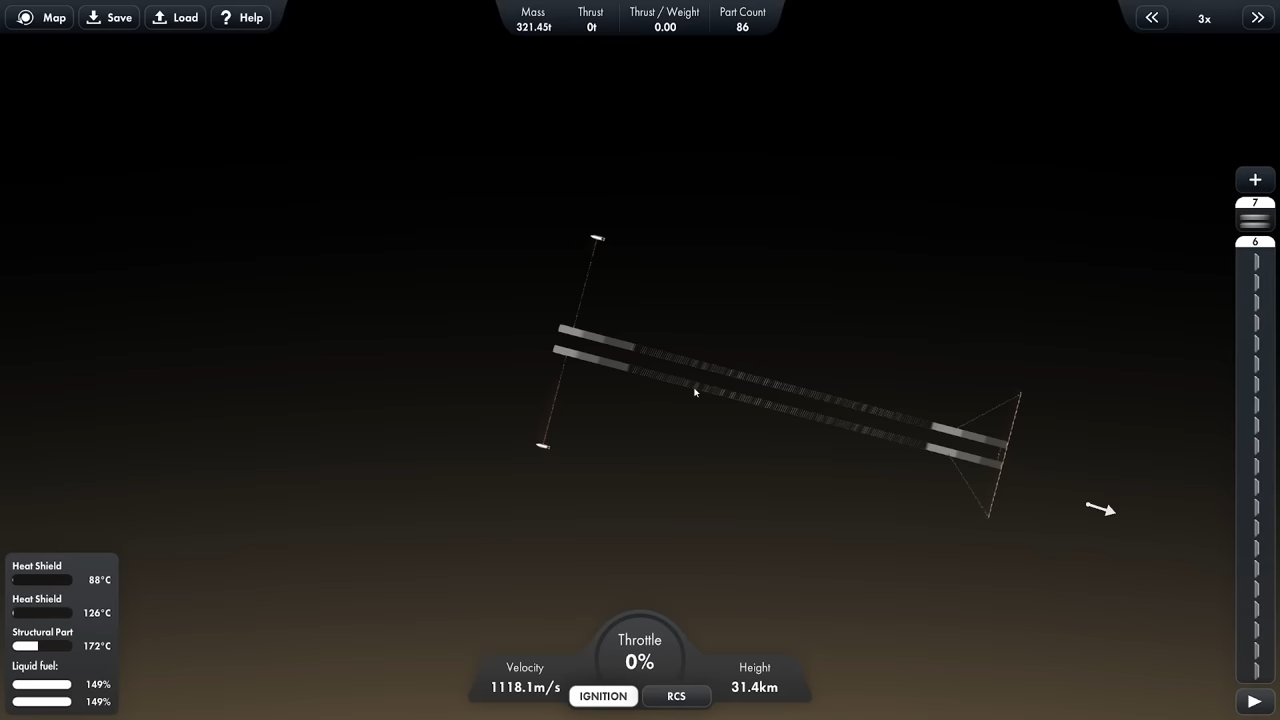 Map
Save
Load
? Help
Mass
321.45t
Thrust
0t
Thrust / Weight
0.00
Part Count
86
3x
7
6
Heat Shield
88°C
Heat Shield
126°C
Structural Part
172°C
Liquid fuel:
149%
149%
Throttle
0%
Velocity
1118.1m/s
IGNITION
RCS
Height
31.4km